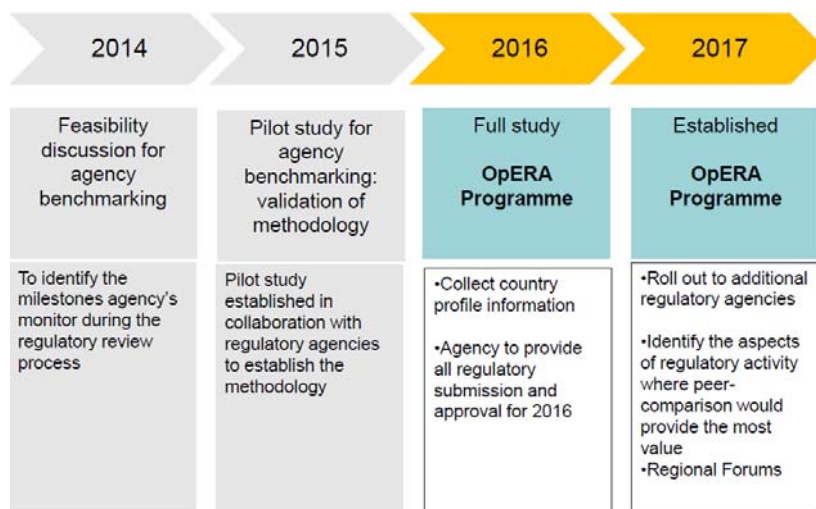 2014
2015
2016
2017
Feasibility
discussion for
agency
benchmarking
Pilot study for
agency
benchmarking:
validation of
methodology
Full study
OpERA
Programme
Established
OpERA
Programme
To identify the
milestones agency's
monitor during the
regulatory review
process
Pilot study
established in
collaboration with
regulatory agencies
to establish the
methodology
•Collect country
profile information
•Agency to provide
all regulatory
submission and
approval for 2016
•Roll out to additional
regulatory agencies
•Identify the aspects
of regulatory activity
where peer-
comparison would
provide the most
value
•Regional Forums